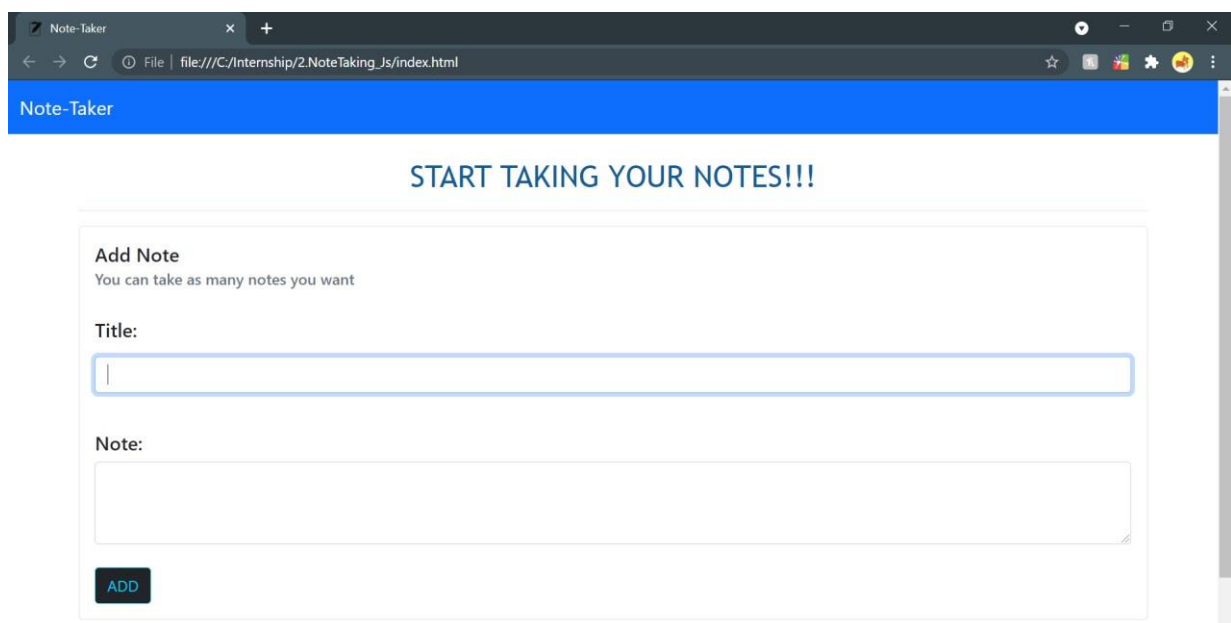 Note-Taker
File | file:///C:/Internship/2.NoteTaking_Js/index.html
Note-Taker
START TAKING YOUR NOTES!!!
Add Note
You can take as many notes you want
Title:
Note:
ADD